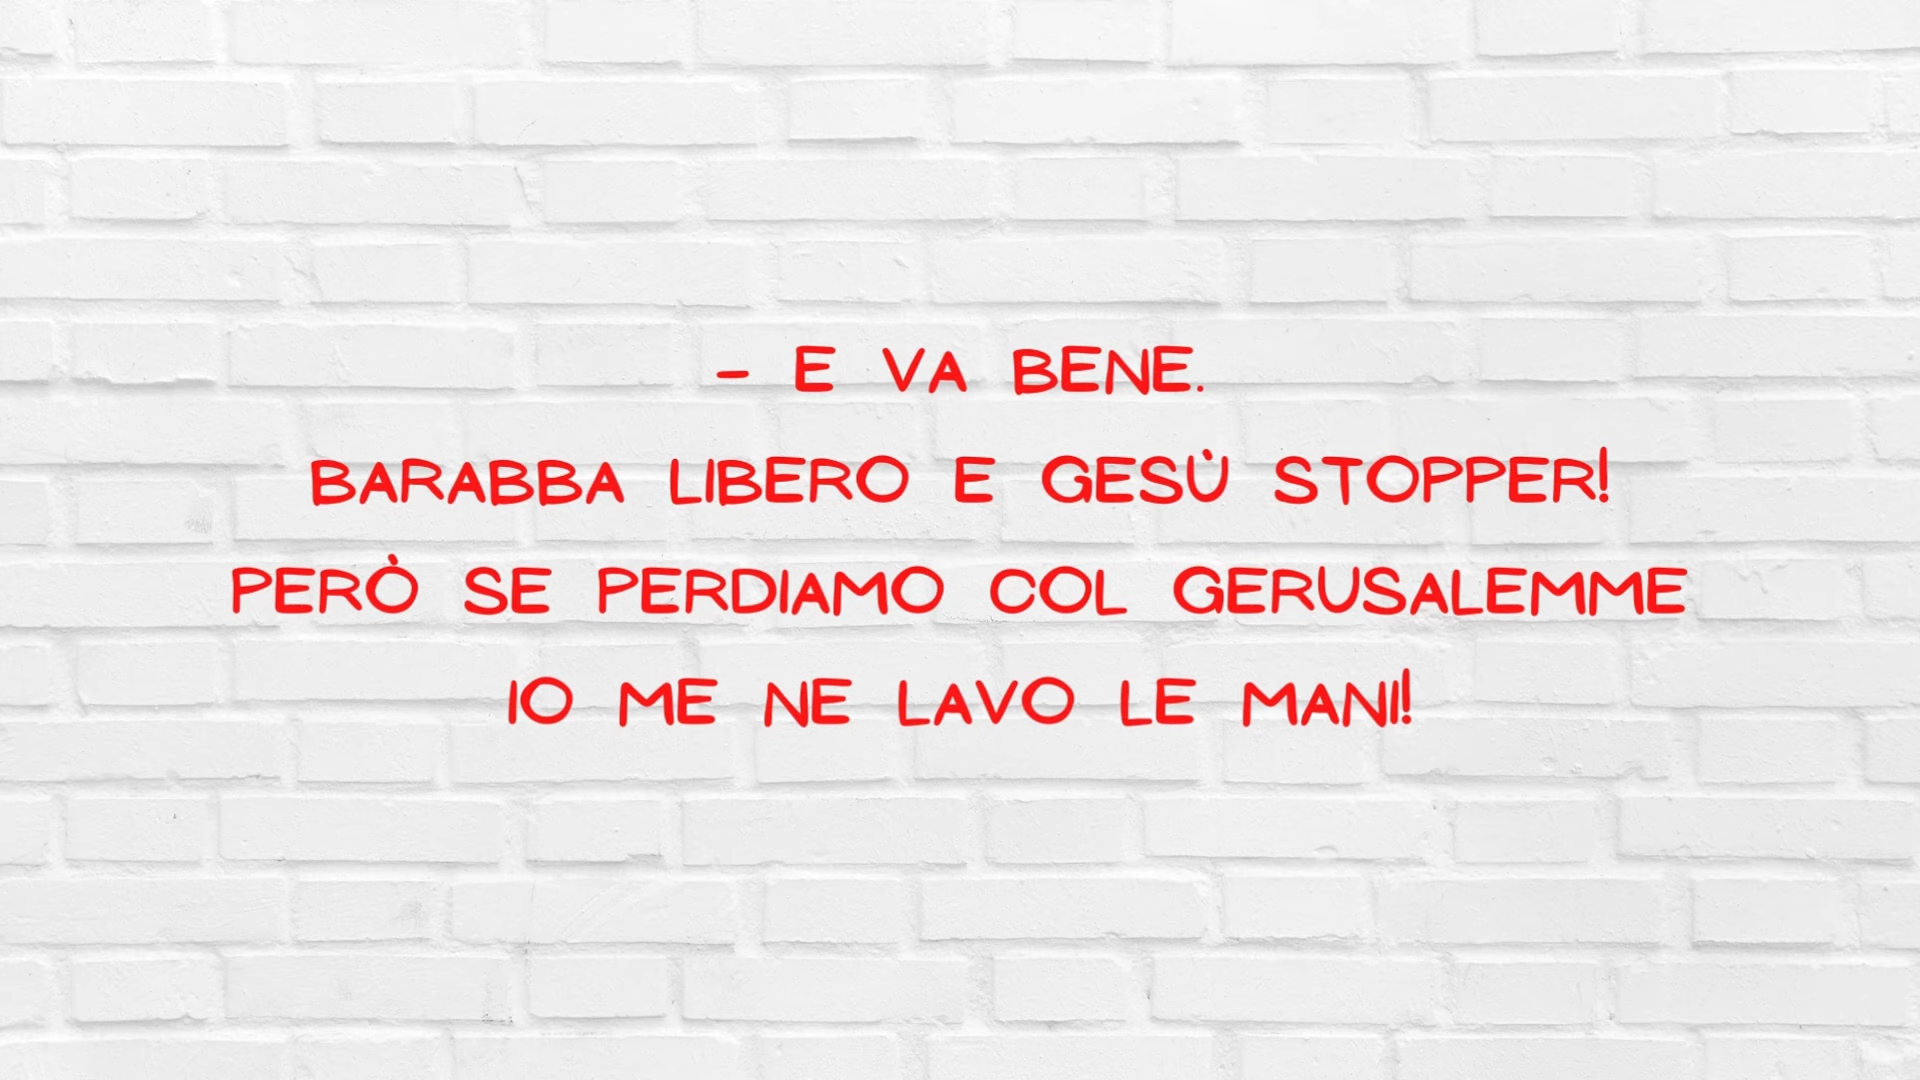 - E VA BENE.
BARABBA LIBERO E GESÙ STOPPER!
PERÒ SE PERDIAMO COL GERUSALEMME
IO ME NE LAVO LE MANI!